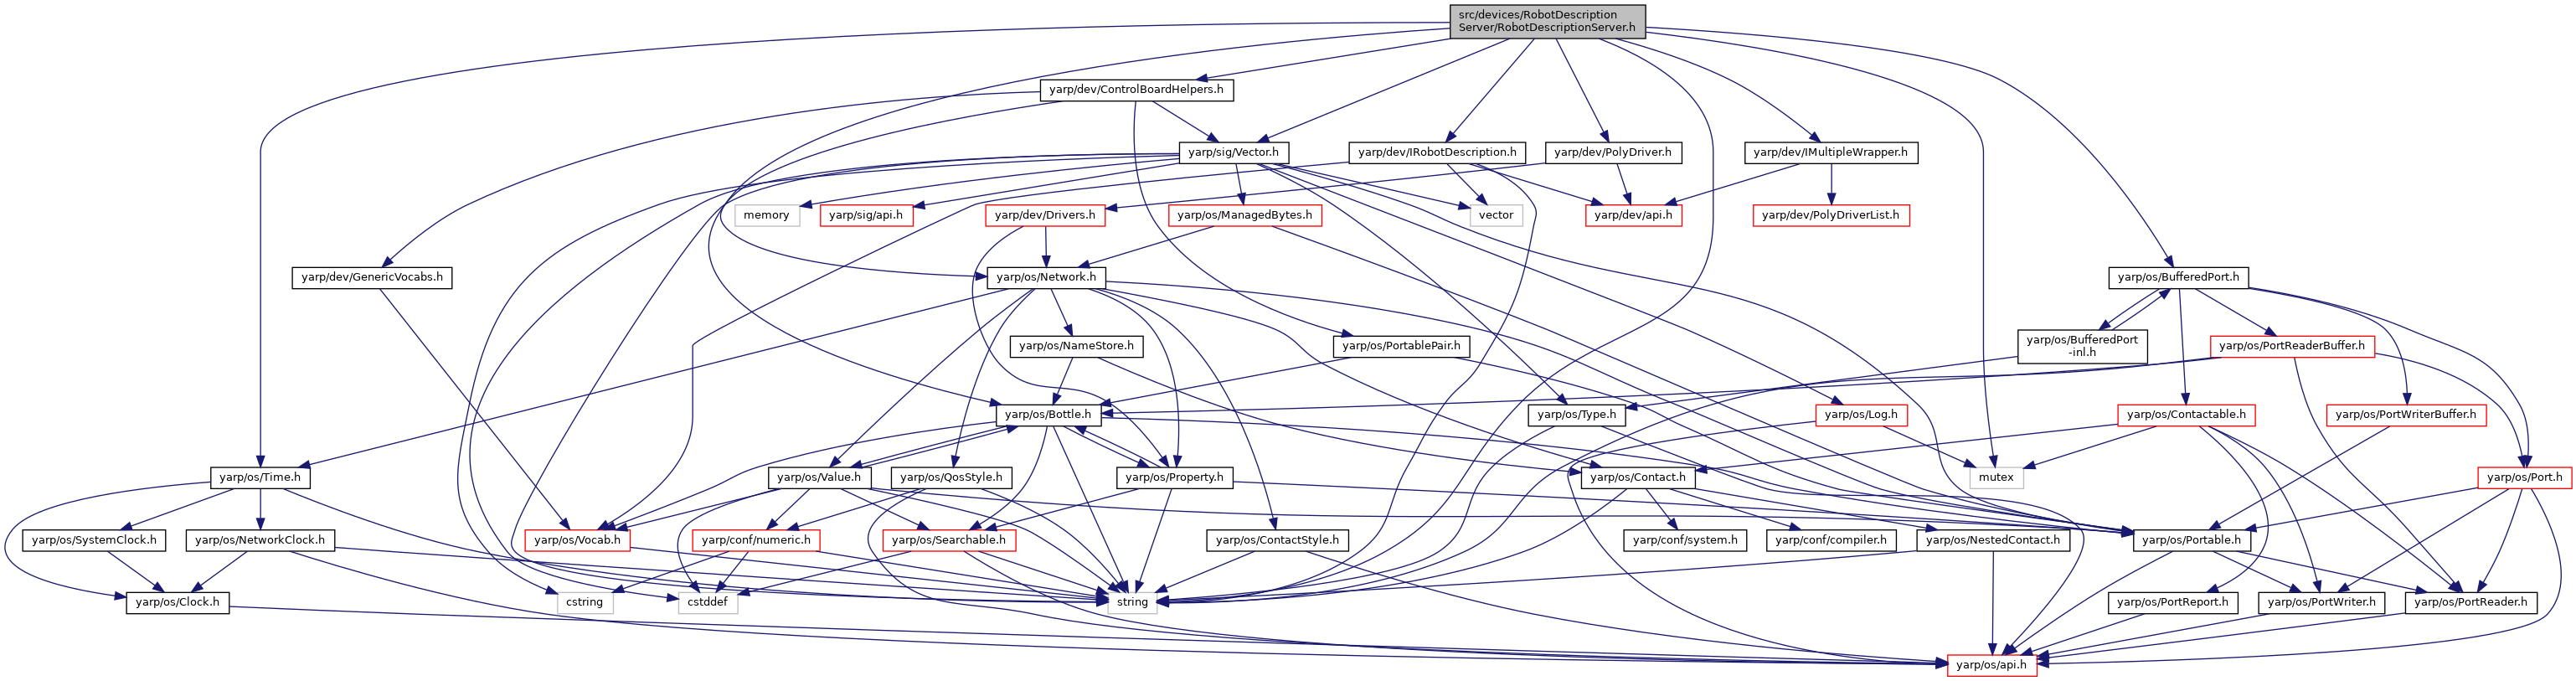 src/devices/RobotDescription
Server/RobotDescriptionServer.h
yarp/dev/ControlBoardHelpers.h
yarp/sig/Vector.h
yarp/dev/IRobotDescription.h
yarp/dev/PolyDriver.h
yarp/dev/IMultipleWrapper.h
memory
yarp/sig/api.h
yarp/dev/Drivers.h
yarp/os/ManagedBytes.h
vector
yarp/dev/api.h
yarp/dev/PolyDriverList.h
yarp/dev/GenericVocabs.h
yarp/os/Network.h
yarp/os/BufferedPort.h
yarp/os/NameStore.h
yarp/os/PortablePair.h
yarp/os/BufferedPort
-inl.h
yarp/os/PortReaderBuffer.h
yarp/os/Bottle.h
yarp/os/Type.h
yarp/os/Log.h
yarp/os/Contactable.h
yarp/os/PortWriterBuffer.h
yarp/os/Time.h
yarp/os/Value.h
yarp/os/QosStyle.h
yarp/os/Property.h
yarp/os/Contact.h
mutex
yarp/os/Port.h
yarp/os/SystemClock.h
yarp/os/NetworkClock.h
yarp/os/Vocab.h
yarp/conf/numeric.h
yarp/os/Searchable.h
yarp/os/ContactStyle.h
yarp/conf/system.h
yarp/conf/compiler.h
yarp/os/NestedContact.h
yarp/os/Portable.h
yarp/os/Clock.h
cstring
cstddef
string
yarp/os/PortReport.h
yarp/os/PortWriter.h
yarp/os/PortReader.h
yarp/os/api.h